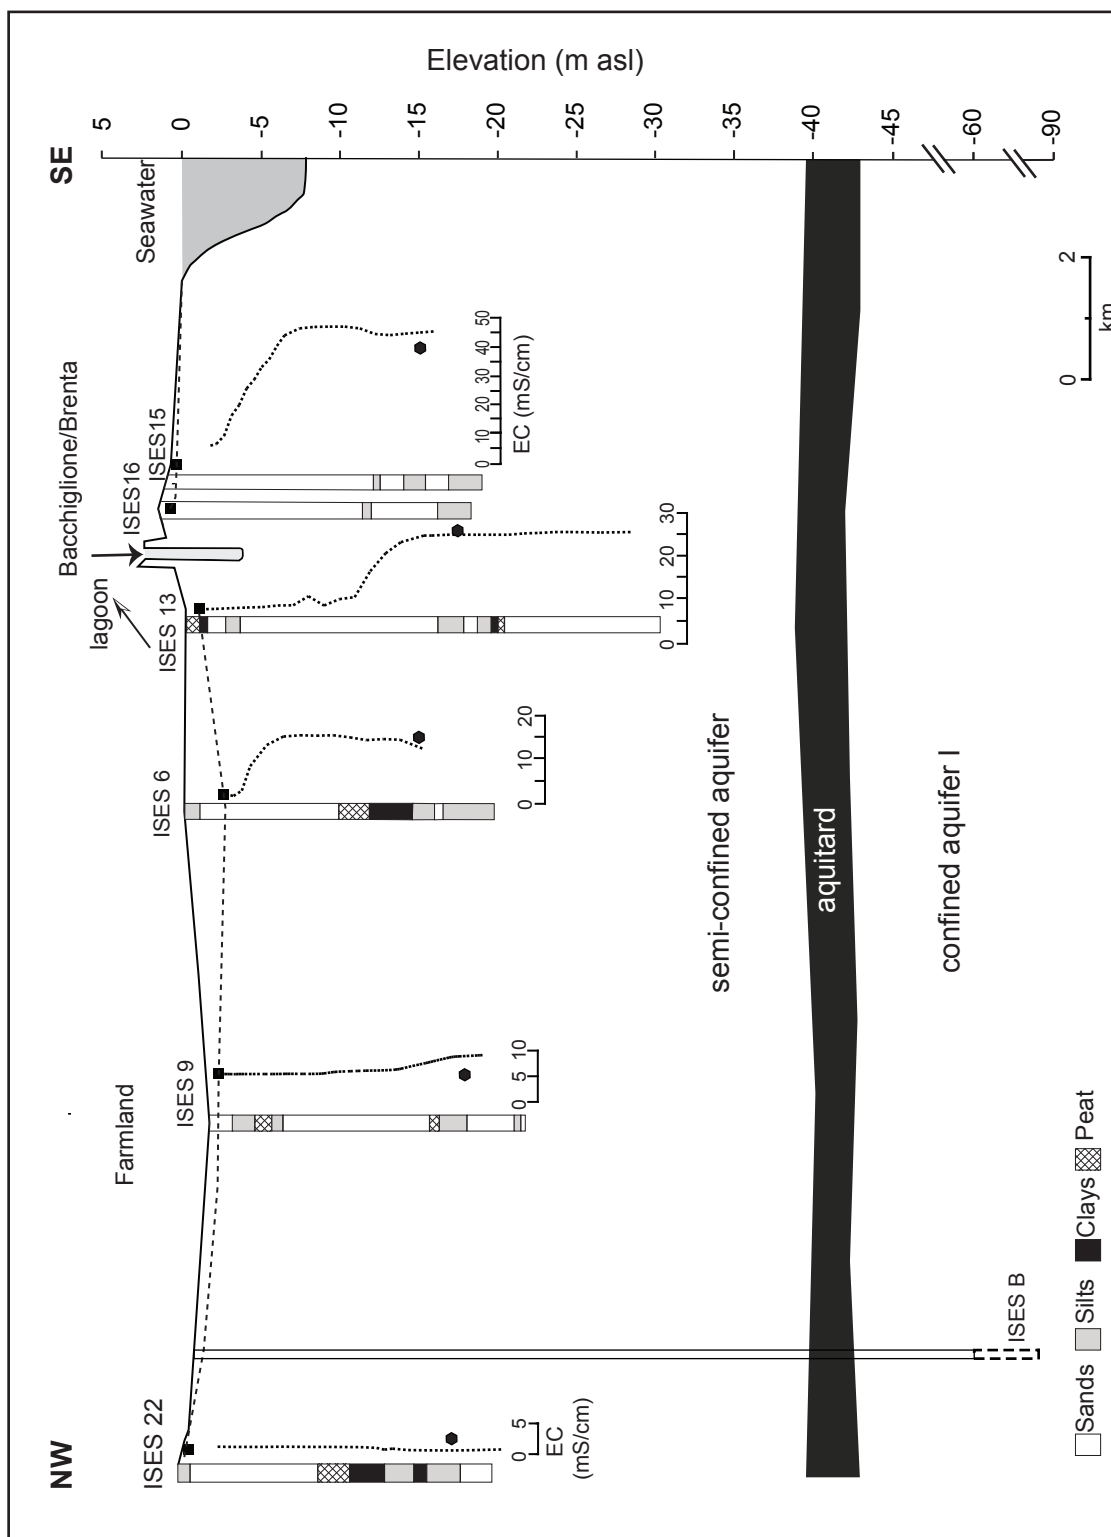 NW
SE
Elevation (m asl)
5
0
-5
-10
-15
-20
-25
-30
-35
-40
-45
-60
-90
Farmland
lagoon
Bacchiglione/Brenta
Seawater
ISES 22
ISES 9
ISES 6
ISES 13
ISES16
ISES15
0 5
EC
(mS/cm)
0 5 10
0 10 20
0 10 20 30
0 10 20 30 40 50
EC (mS/cm)
semi-confined aquifer
aquitard
confined aquifer I
ISES B
0 2
km
Sands
Silts
Clays
Peat